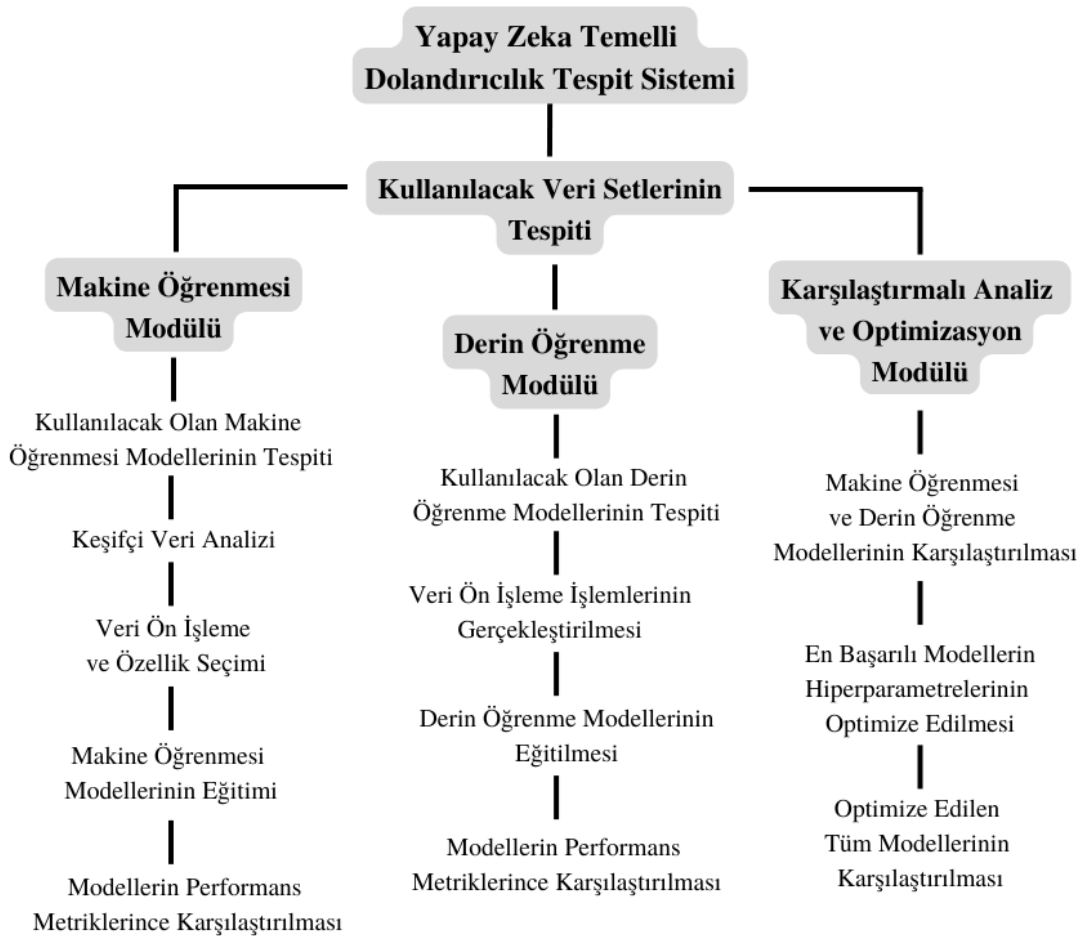 Yapay Zeka Temelli
Dolandırıcılık Tespit Sistemi
Kullanılacak Veri Setlerinin
Tespiti
Makine Öğrenmesi
Modülü
Kullanılacak Olan Makine
Öğrenmesi Modellerinin Tespiti
Keşifçi Veri Analizi
Veri Ön İşleme
ve Özellik Seçimi
Makine Öğrenmesi
Modellerinin Eğitimi
Modellerin Performans
Metriklerince Karşılaştırılması
Derin Öğrenme
Modülü
Kullanılacak Olan Derin
Öğrenme Modellerinin Tespiti
Veri Ön İşleme İşlemlerinin
Gerçekleştirilmesi
Derin Öğrenme Modellerinin
Eğitilmesi
Modellerin Performans
Metriklerince Karşılaştırılması
Karşılaştırmalı Analiz
ve Optimizasyon
Modülü
Makine Öğrenmesi
ve Derin Öğrenme
Modellerinin Karşılaştırılması
En Başarılı Modellerin
Hiperparametrelerinin
Optimize Edilmesi
Optimize Edilen
Tüm Modellerinin
Karşılaştırılması